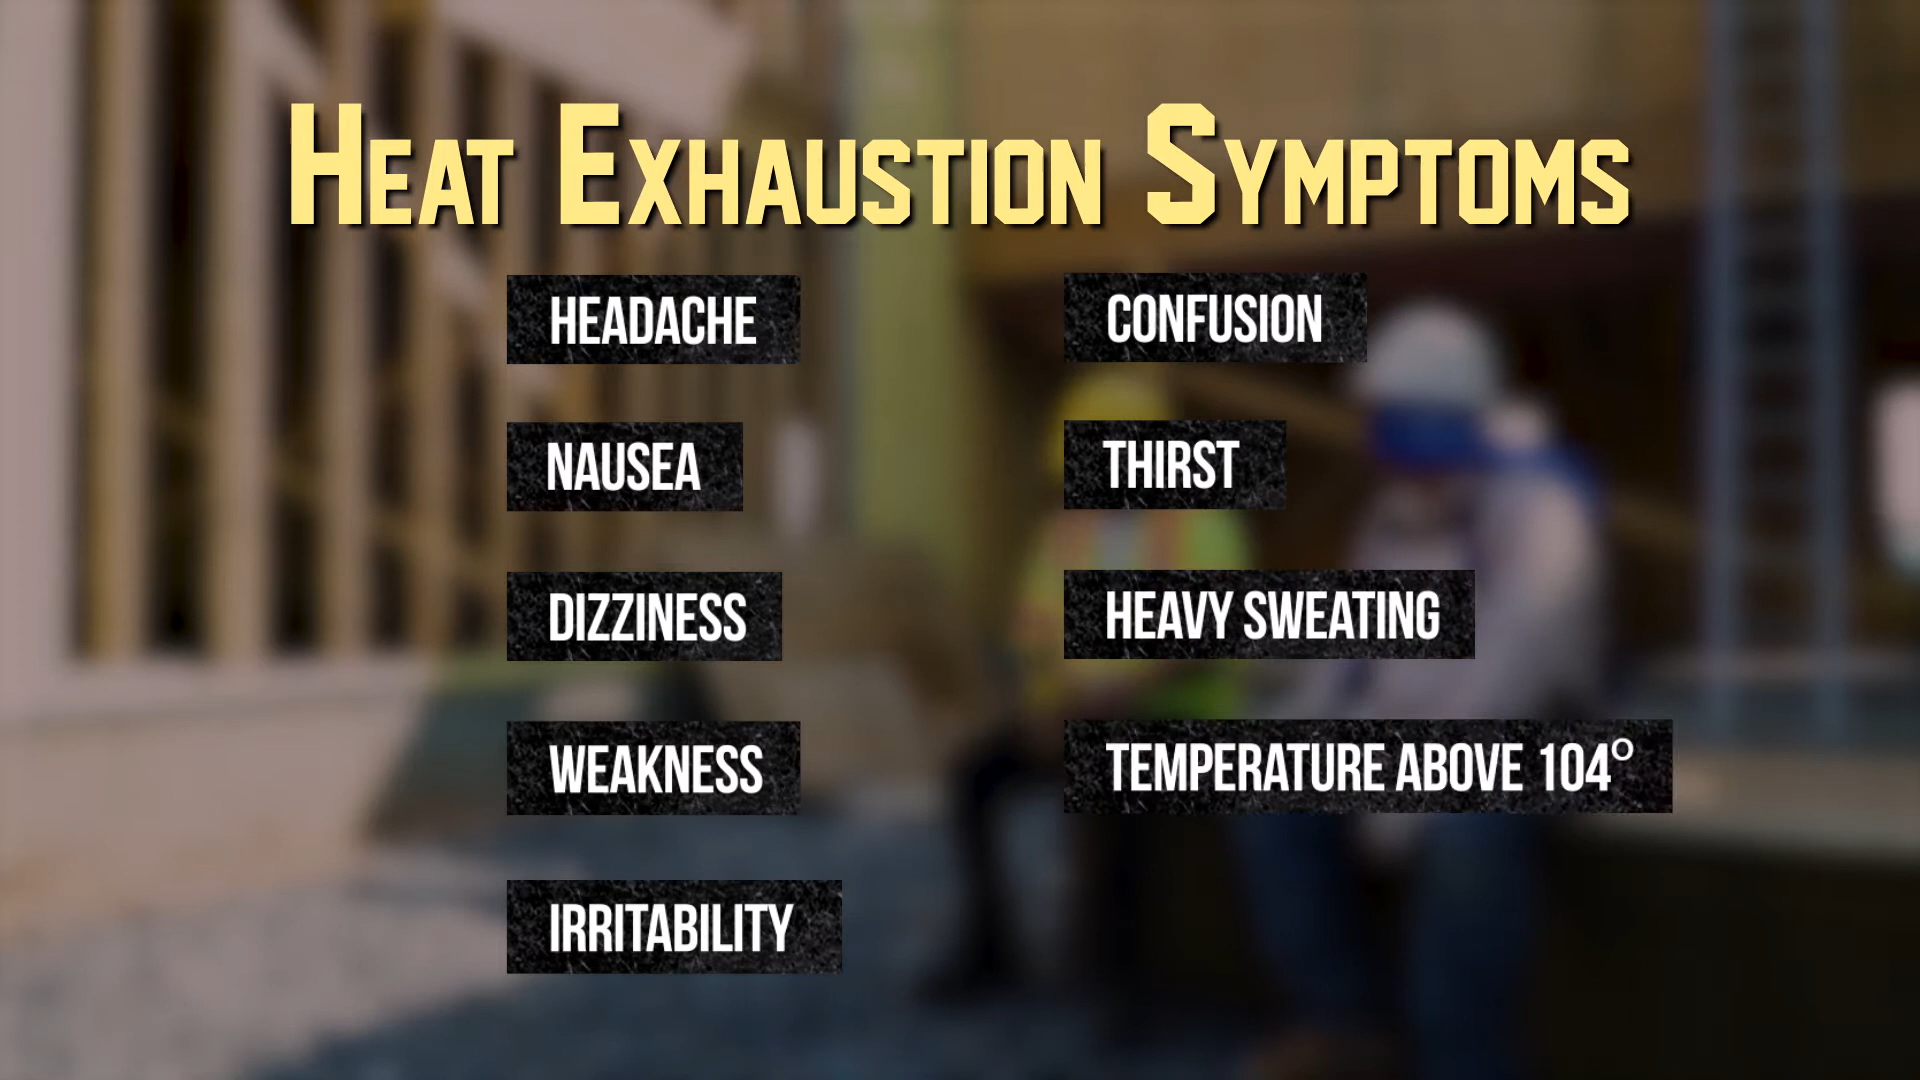 Heat Exhaustion Symptoms
HEADACHE
NAUSEA
DIZZINESS
WEAKNESS
IRRITABILITY
CONFUSION
THIRST
HEAVY SWEATING
TEMPERATURE ABOVE 104°